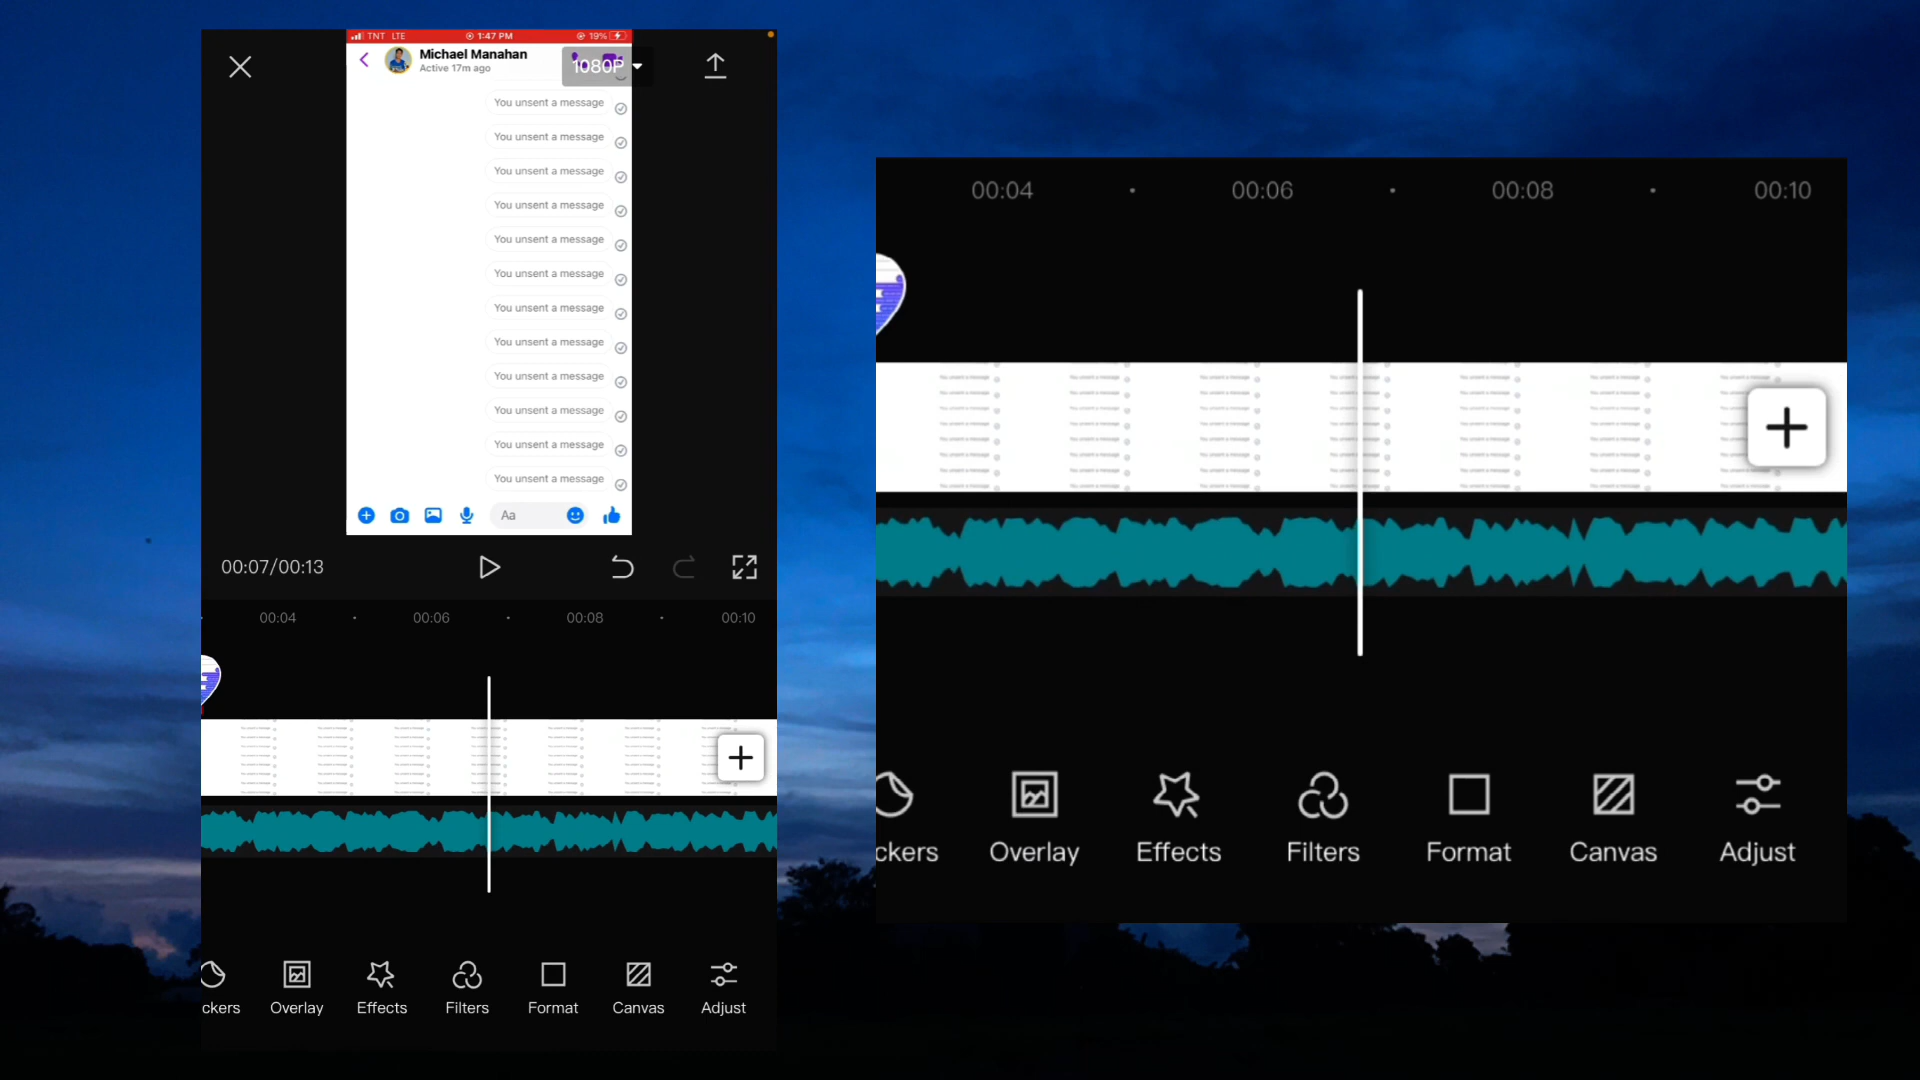 TNT LTE 1:47 PM 19%
Michael Manahan
Active 17m ago
1080P
You unsent a message
You unsent a message
You unsent a message
You unsent a message
You unsent a message
You unsent a message
You unsent a message
You unsent a message
You unsent a message
You unsent a message
You unsent a message
You unsent a message
Aa
00:07/00:13
00:04 00:06 00:08 00:10
ckers Overlay Effects Filters Format Canvas Adjust
00:04 00:06 00:08 00:10
ckers Overlay Effects Filters Format Canvas Adjust